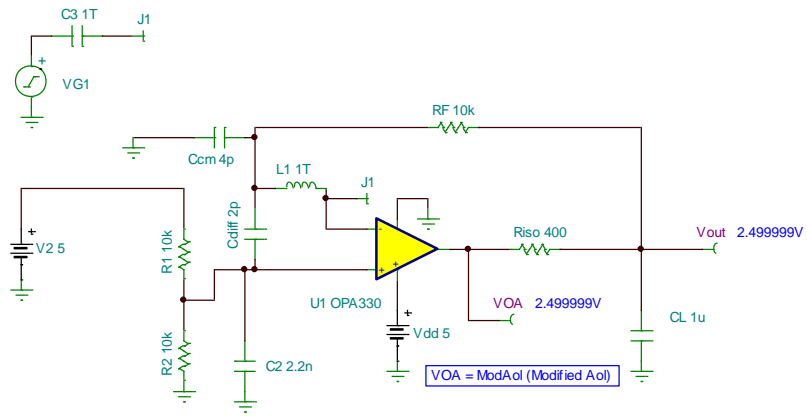 C3 1T
J1
+
VG1
RF 10k
Ccm 4p
L1 1T
J1
Cdiff 2p
-
+
+
Riso 400
Vout 2.499999V
+
V2 5
R1 10k
U1 OPA330
VOA 2.499999V
+
Vdd 5
CL 1u
R2 10k
C2 2.2n
VOA = ModAol (Modified Aol)